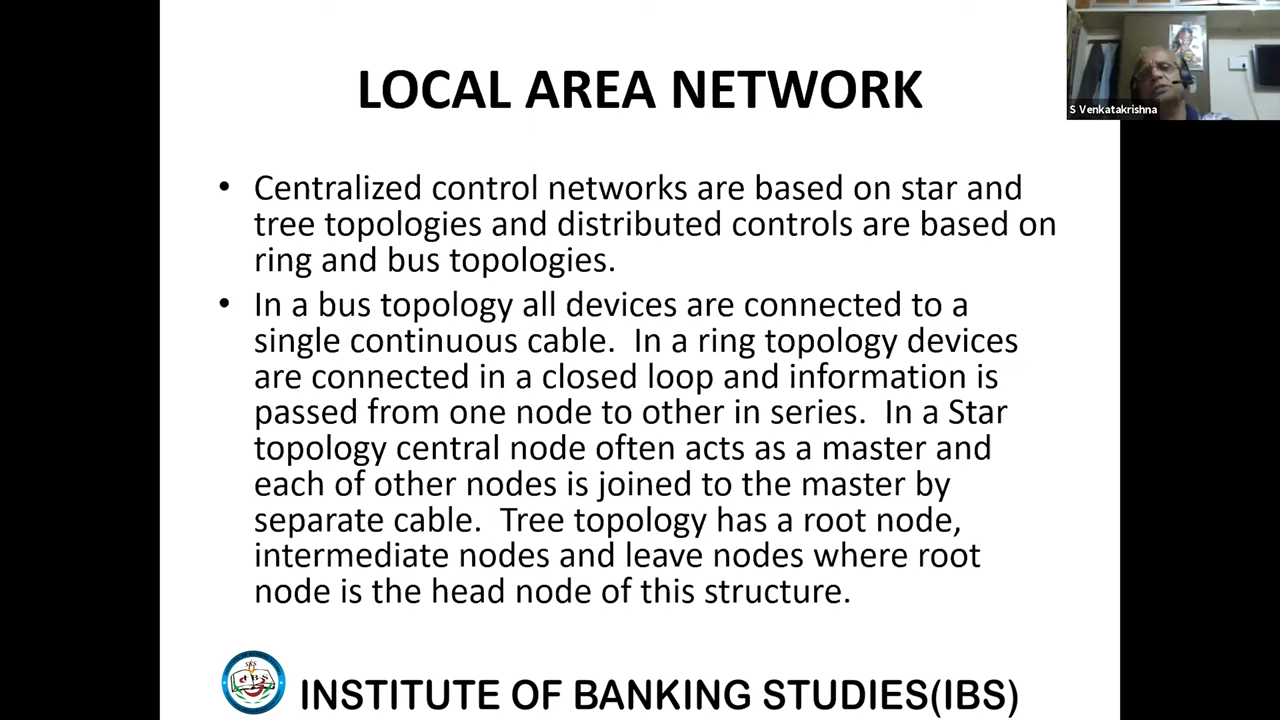 LOCAL AREA NETWORK
S Venkatakrishna
• Centralized control networks are based on star and
tree topologies and distributed controls are based on
ring and bus topologies.
• In a bus topology all devices are connected to a
single continuous cable.  In a ring topology devices
are connected in a closed loop and information is
passed from one node to other in series.  In a Star
topology central node often acts as a master and
each of other nodes is joined to the master by
separate cable.  Tree topology has a root node,
intermediate nodes and leave nodes where root
node is the head node of this structure.
INSTITUTE OF BANKING STUDIES(IBS)